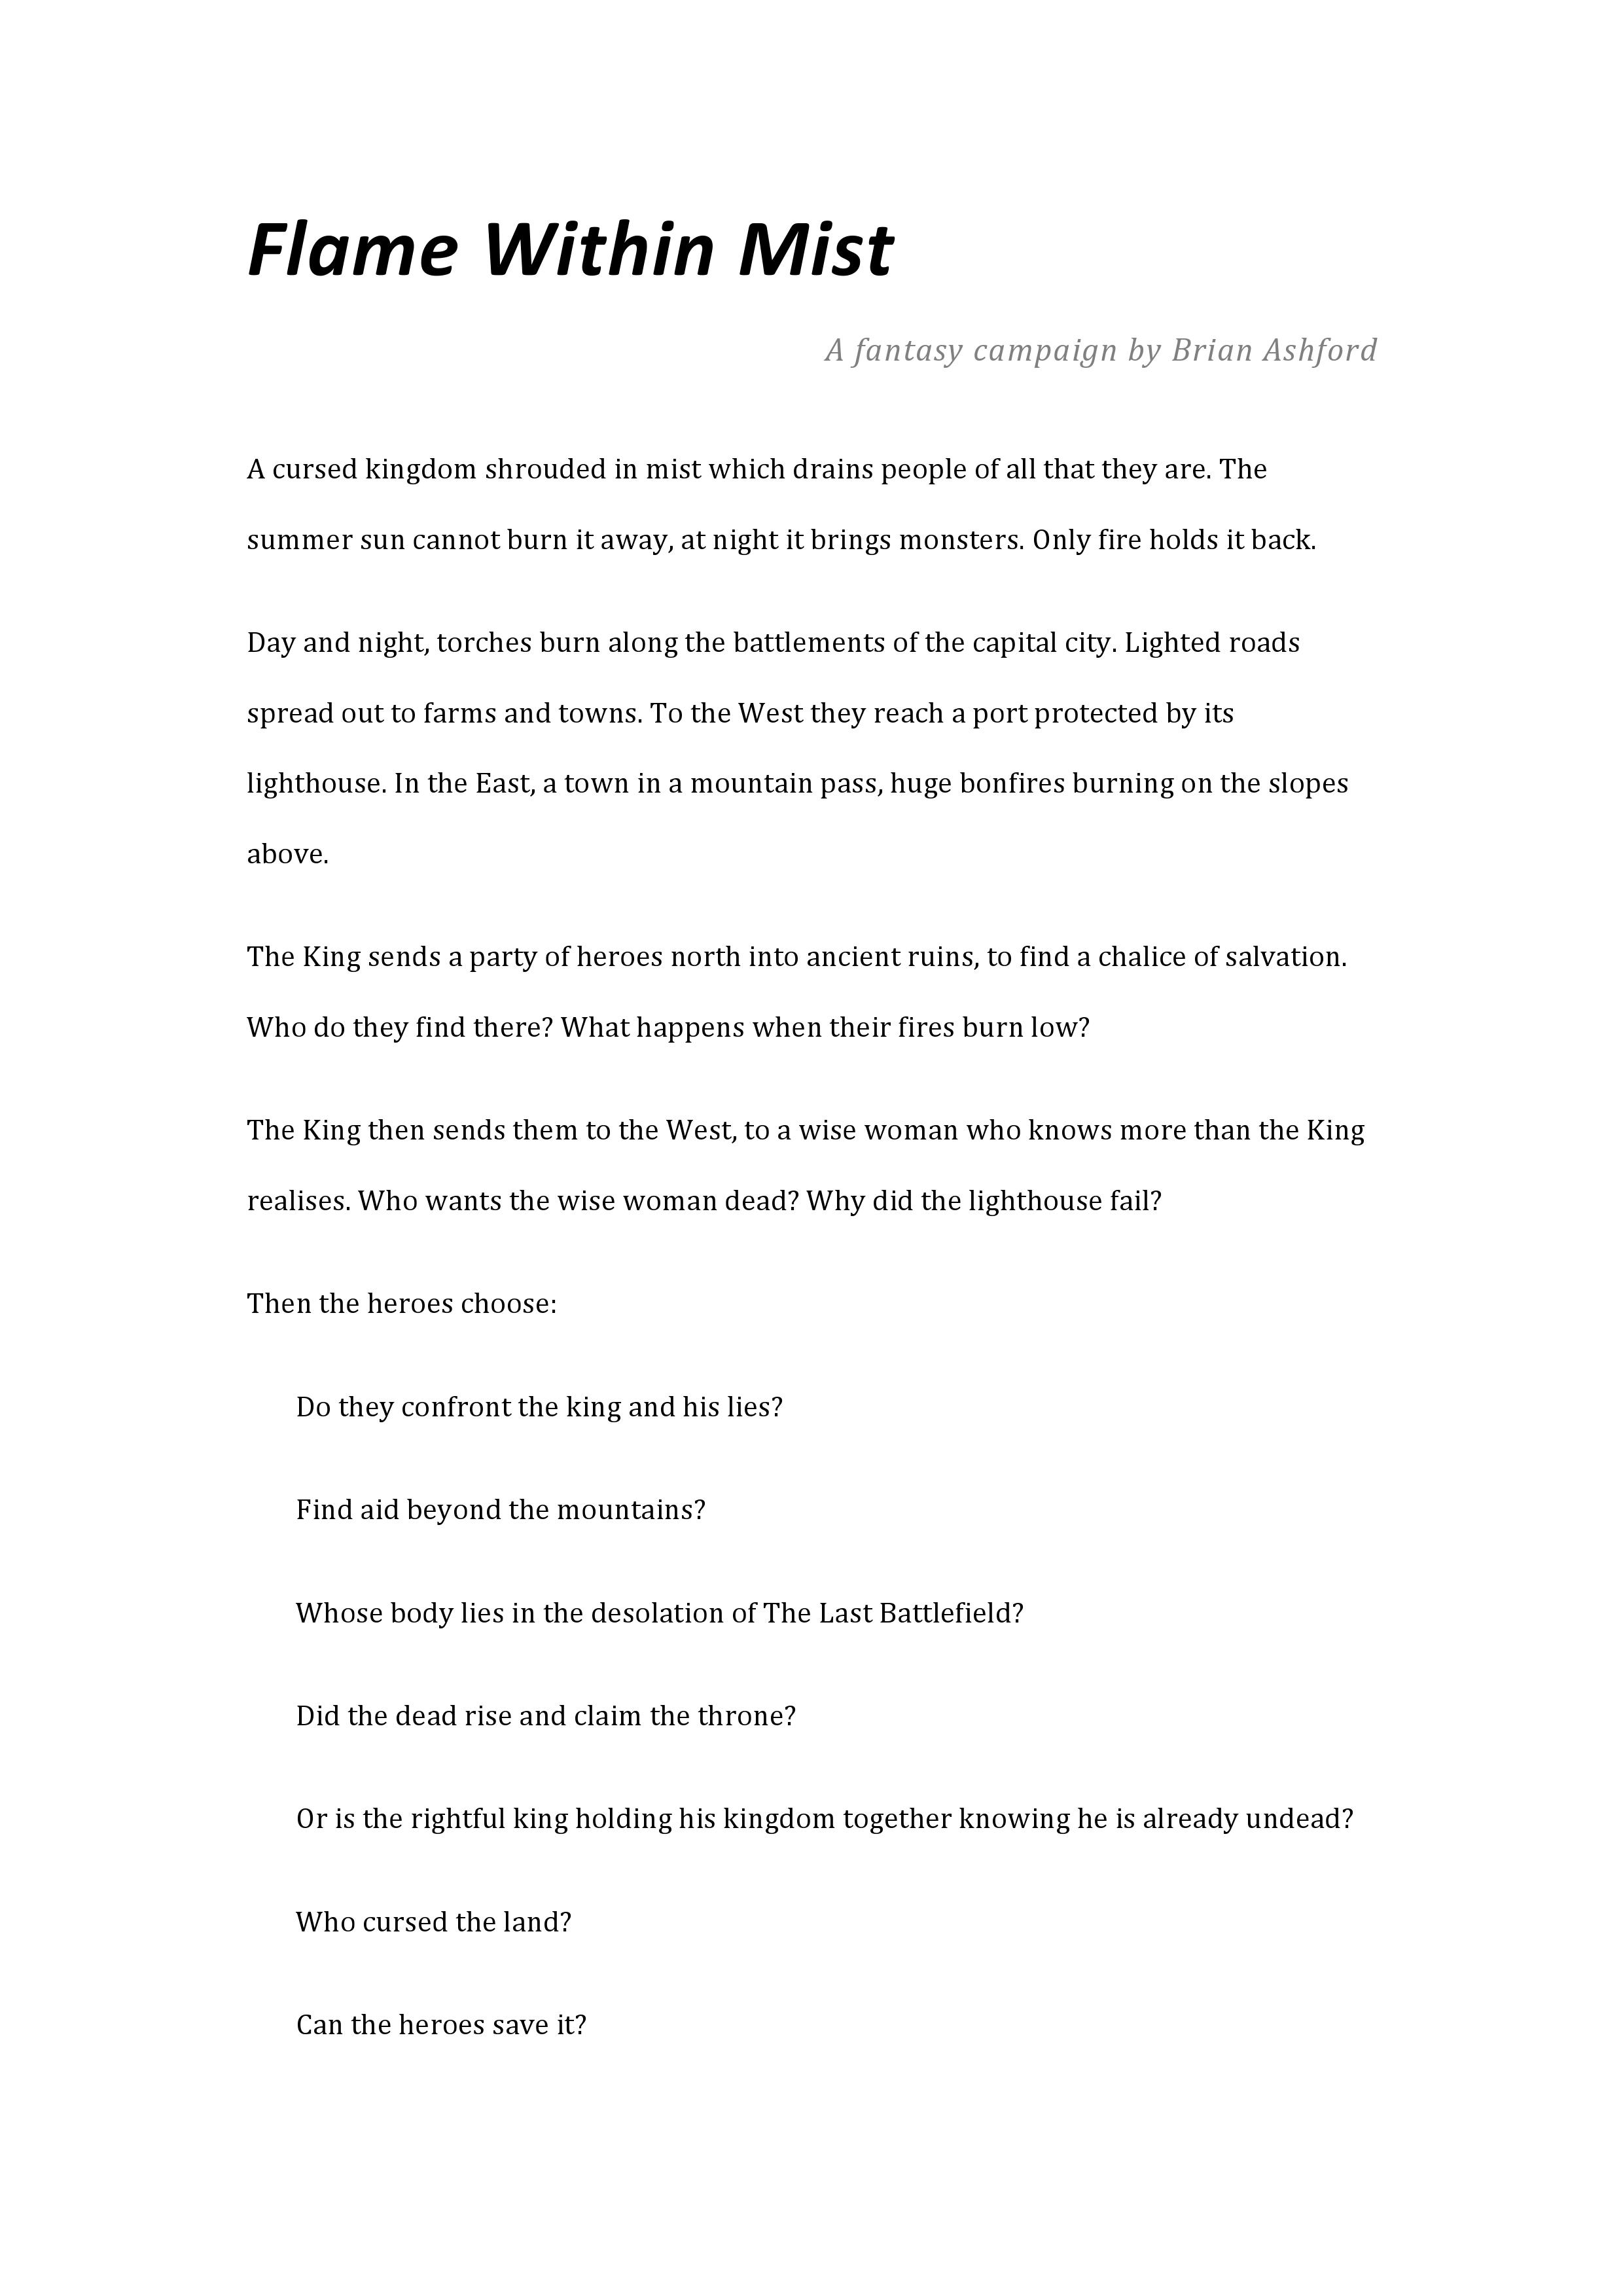 Flame Within Mist
A fantasy campaign by Brian Ashford
A cursed kingdom shrouded in mist which drains people of all that they are. The
summer sun cannot burn it away, at night it brings monsters. Only fire holds it back.
Day and night, torches burn along the battlements of the capital city. Lighted roads
spread out to farms and towns. To the West they reach a port protected by its
lighthouse. In the East, a town in a mountain pass, huge bonfires burning on the slopes
above.
The King sends a party of heroes north into ancient ruins, to find a chalice of salvation.
Who do they find there? What happens when their fires burn low?
The King then sends them to the West, to a wise woman who knows more than the King
realises. Who wants the wise woman dead? Why did the lighthouse fail?
Then the heroes choose:
Do they confront the king and his lies?
Find aid beyond the mountains?
Whose body lies in the desolation of The Last Battlefield?
Did the dead rise and claim the throne?
Or is the rightful king holding his kingdom together knowing he is already undead?
Who cursed the land?
Can the heroes save it?